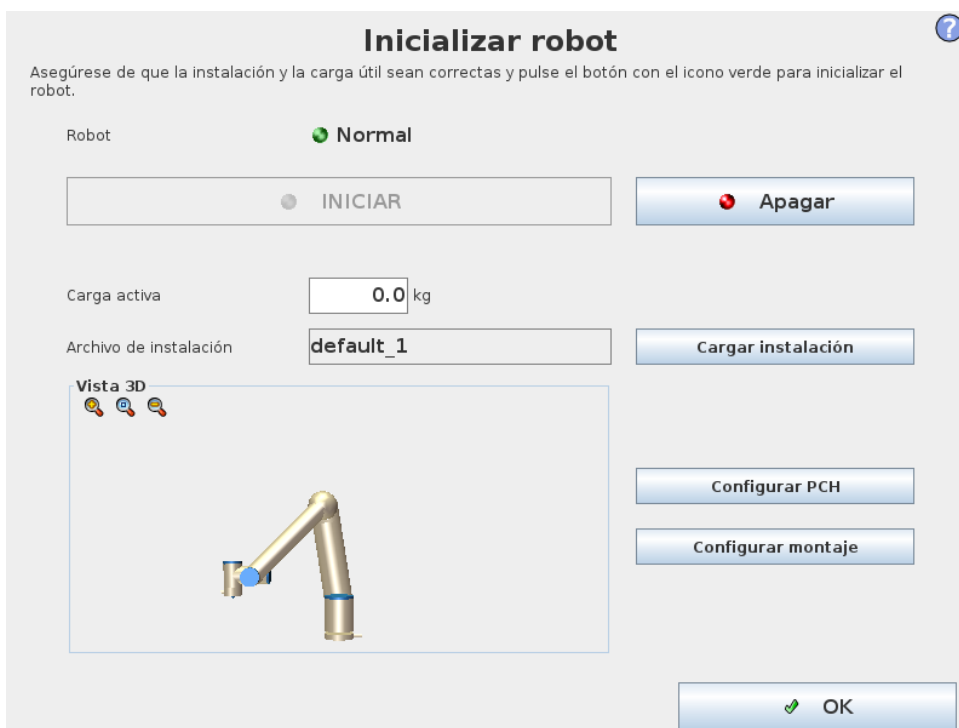 Inicializar robot
?
Asegúrese de que la instalación y la carga útil sean correctas y pulse el botón con el icono verde para inicializar el
robot.
Robot
Normal
INICIAR
Apagar
Carga activa
0.0 kg
Archivo de instalación
default_1
Cargar instalación
Vista 3D
Configurar PCH
Configurar montaje
OK